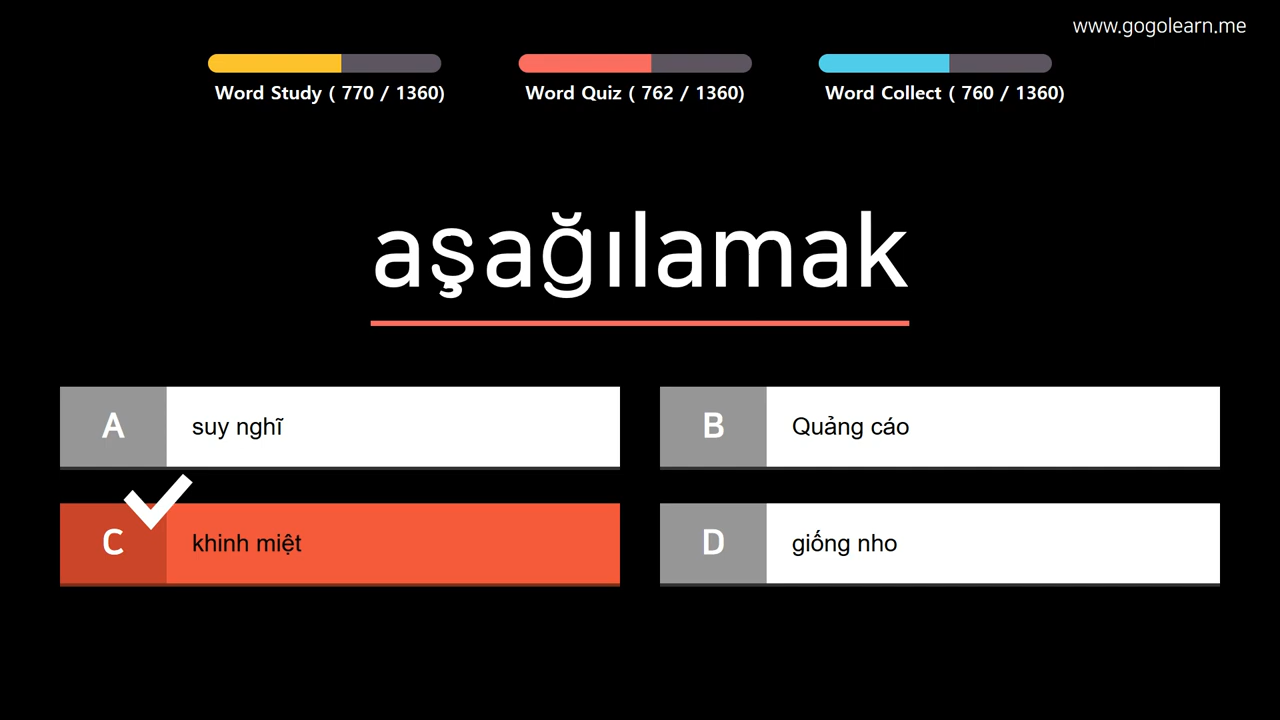 www.gogolearn.me
Word Study ( 770 / 1360)
Word Quiz ( 762 / 1360)
Word Collect ( 760 / 1360)
aşağılamak
A suy nghĩ
B Quảng cáo
C khinh miệt
D giống nho